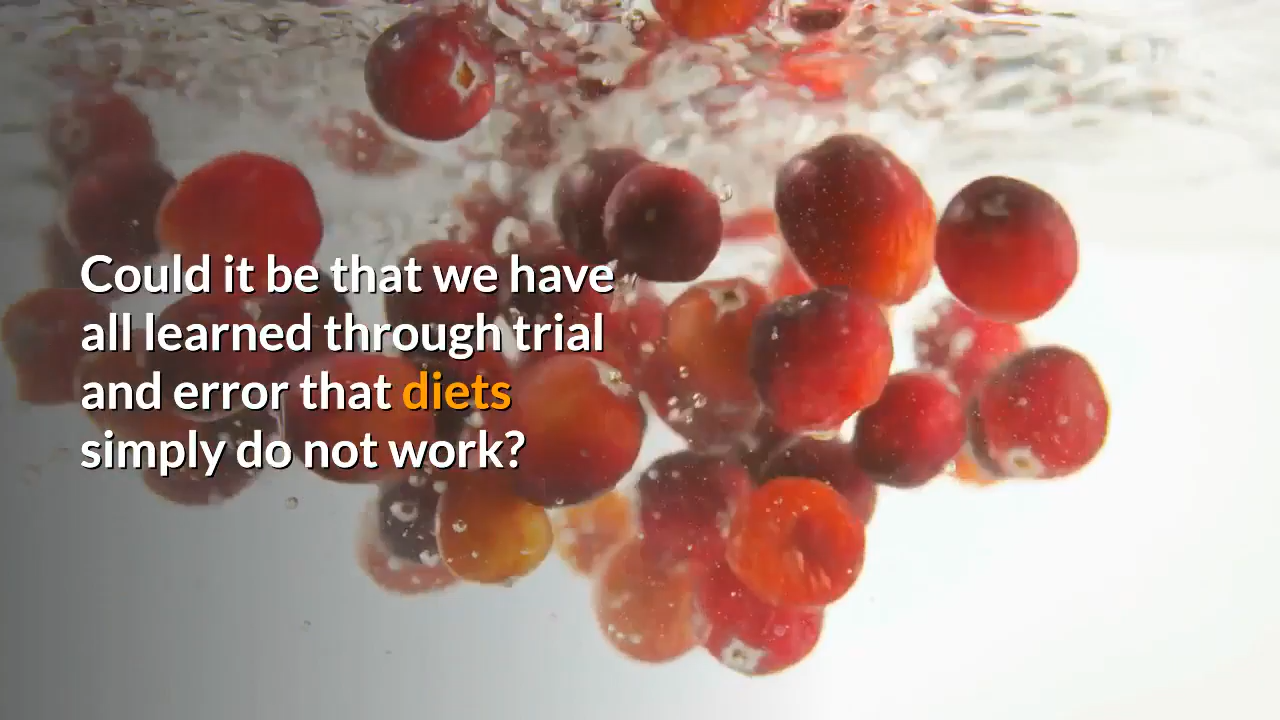 Could it be that we have
all learned through trial
and error that diets
simply do not work?